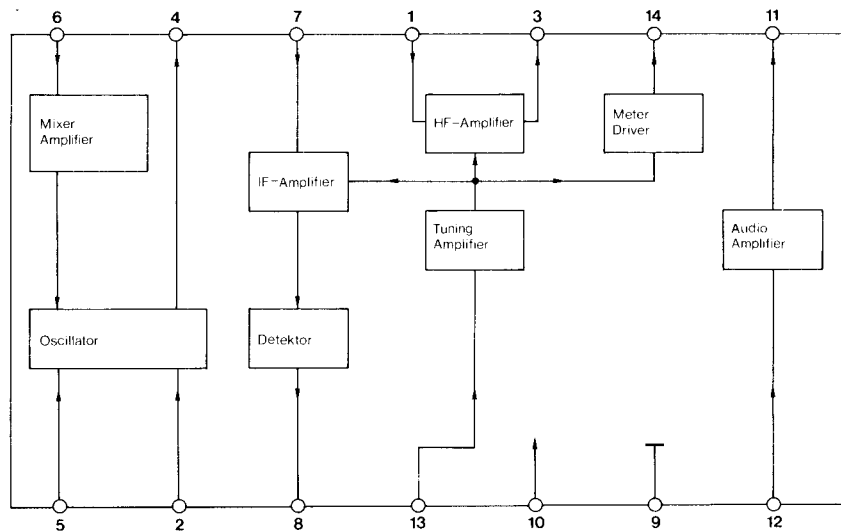 6 4 7 1 3 14 11
Mixer
Amplifier
HF-Amplifier
Meter
Driver
IF-Amplifier
Tuning
Amplifier
Audio
Amplifier
Oscillator
Detektor
5 2 8 13 10 9 12